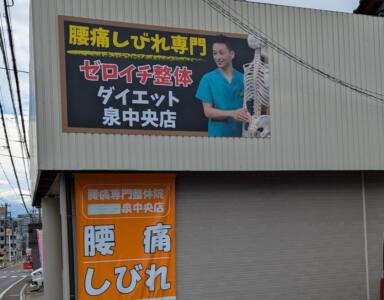 腰痛しびれ専門
ゼロイチ整体
ダイエット
泉中央店
腰痛専門整体院
泉中央店
腰痛
しびれ